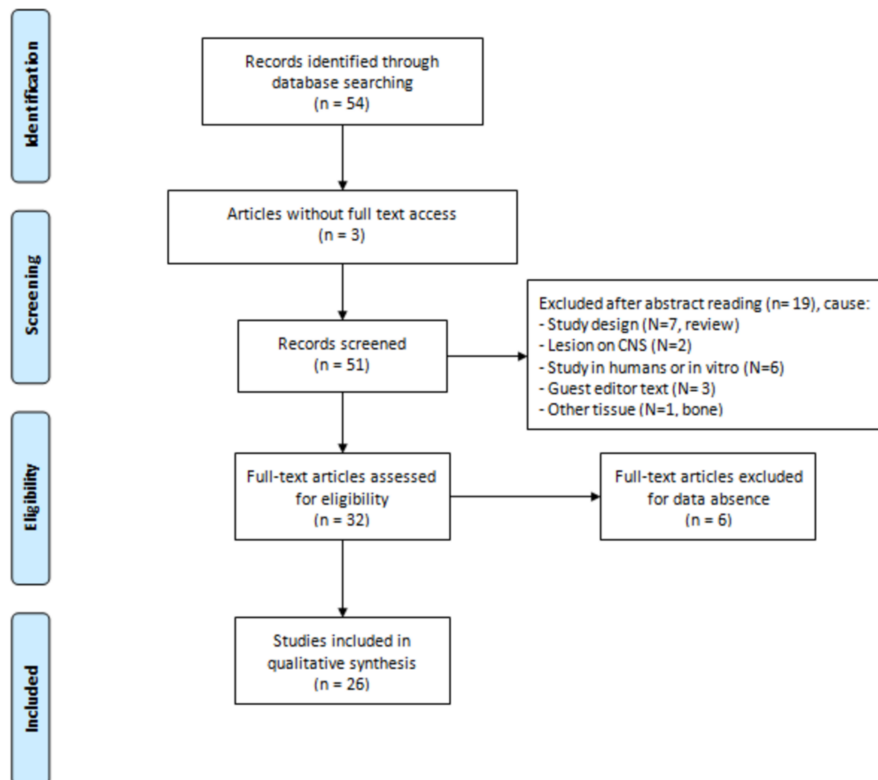 Identification
Records identified through
database searching
(n = 54)
Articles without full text access
(n = 3)
Screening
Records screened
(n = 51)
Excluded after abstract reading (n= 19), cause:
- Study design (N=7, review)
- Lesion on CNS (N=2)
- Study in humans or in vitro (N=6)
- Guest editor text (N= 3)
- Other tissue (N=1, bone)
Eligibility
Full-text articles assessed
for eligibility
(n = 32)
Full-text articles excluded
for data absence
(n = 6)
Included
Studies included in
qualitative synthesis
(n = 26)